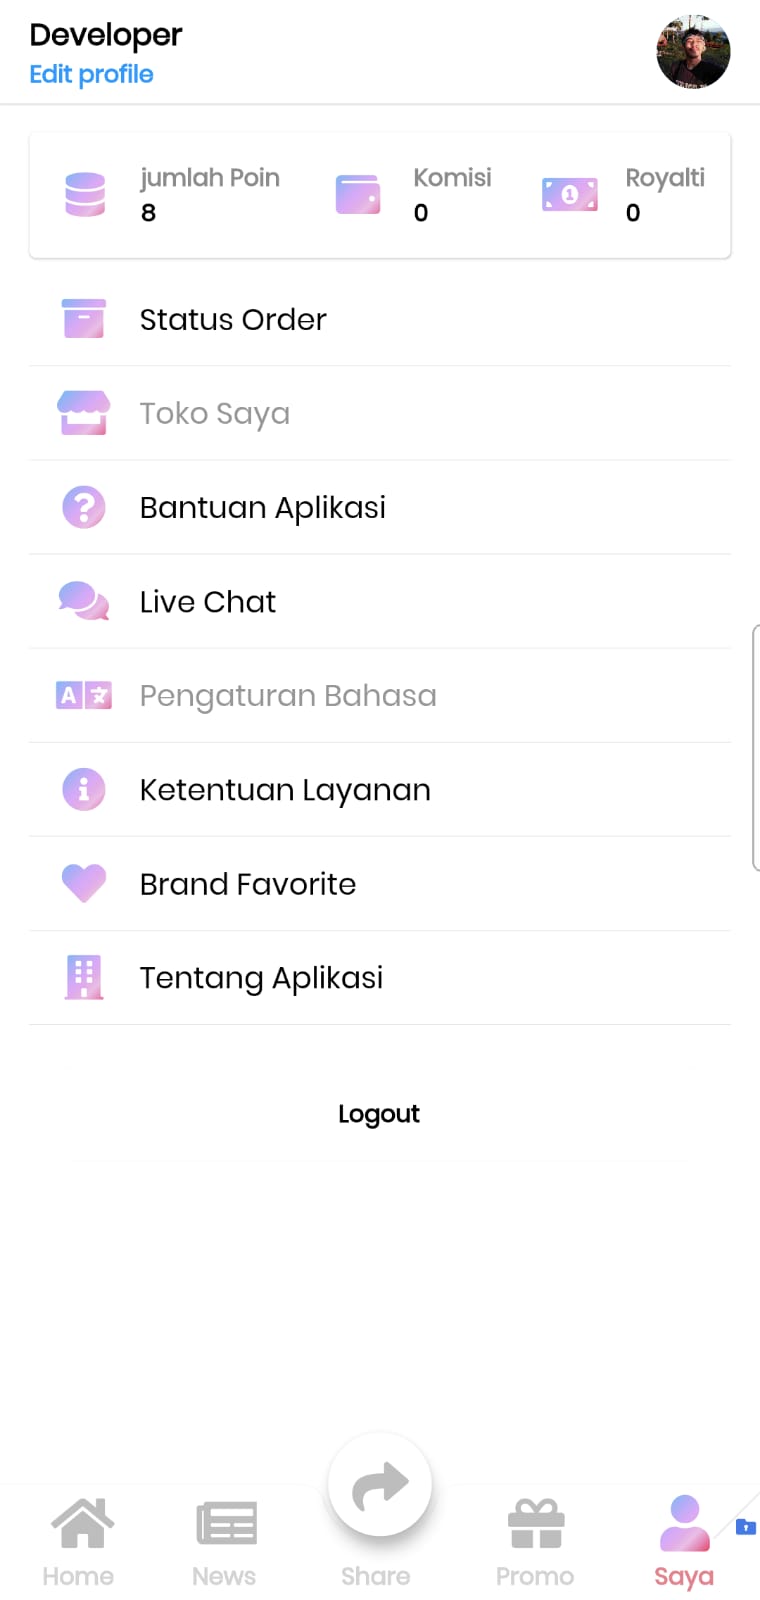 Developer
Edit profile
jumlah Poin
8
Komisi
0
Royalti
0
Status Order
Toko Saya
Bantuan Aplikasi
Live Chat
A 文
Pengaturan Bahasa
Ketentuan Layanan
Brand Favorite
Tentang Aplikasi
Logout
Home
News
Share
Promo
Saya